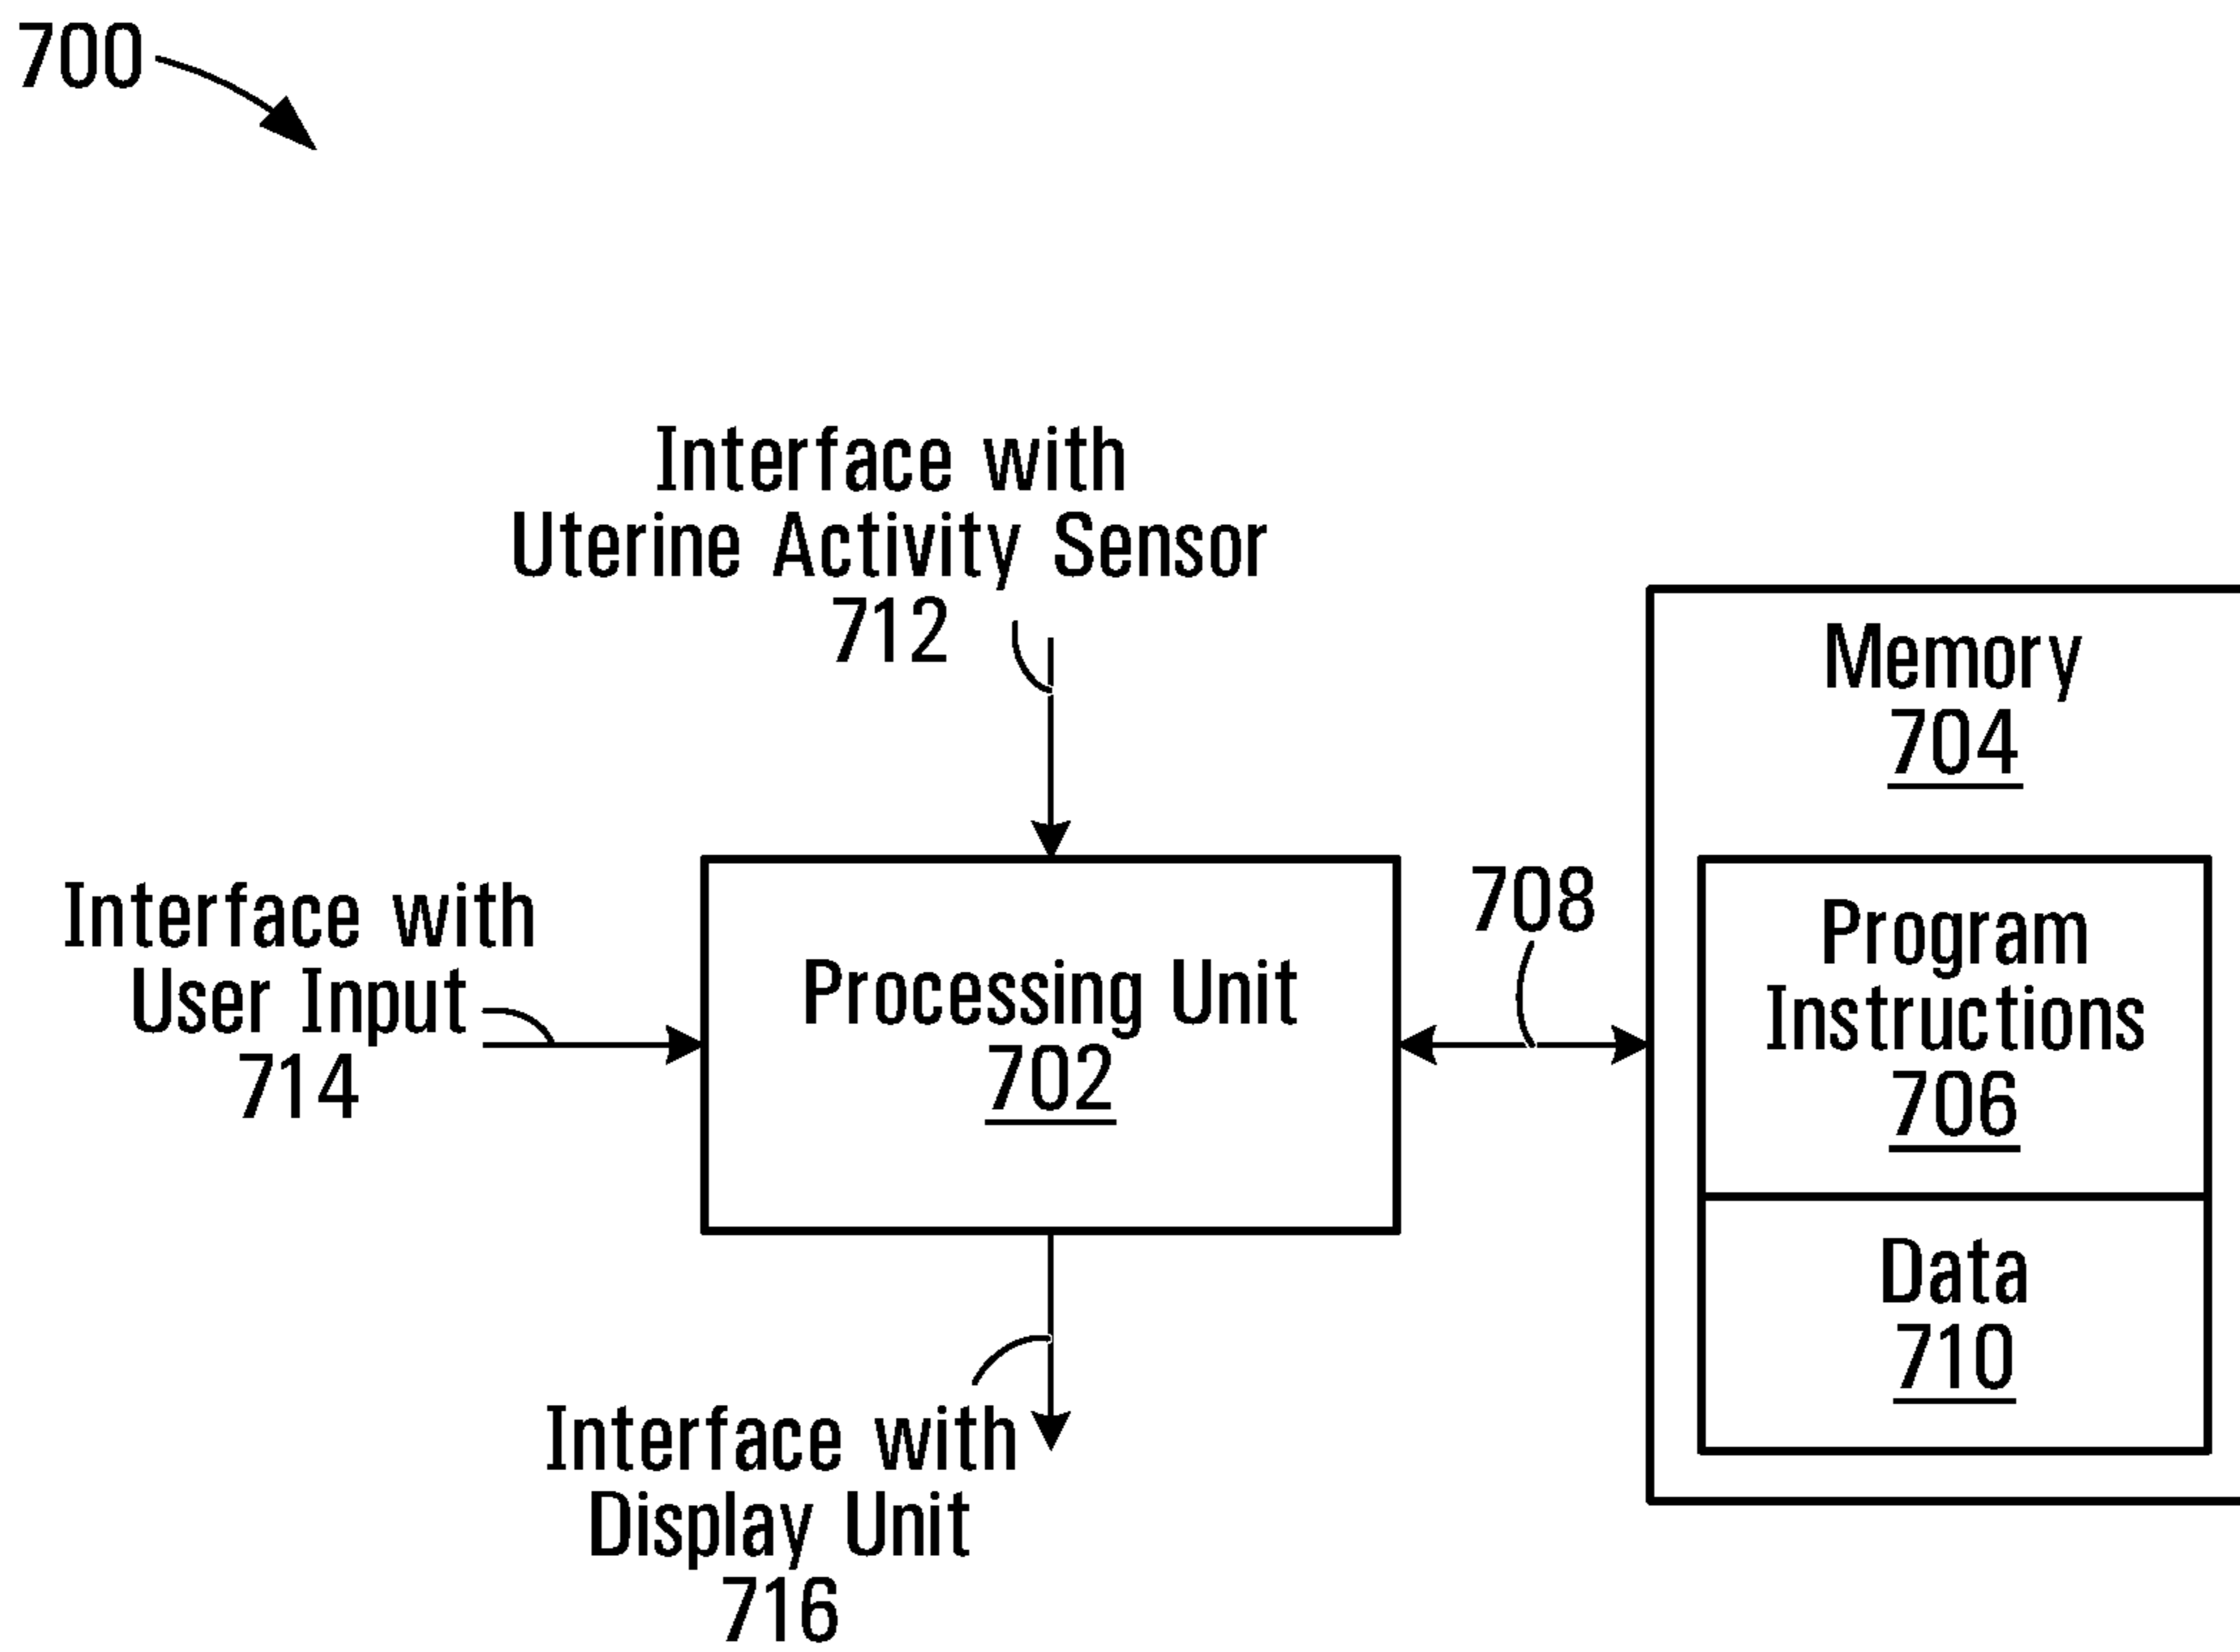 700
Interface with
Uterine Activity Sensor
712
Memory
704
Interface with
User Input
714
Processing Unit
702
708
Program
Instructions
706
Data
710
Interface with
Display Unit
716